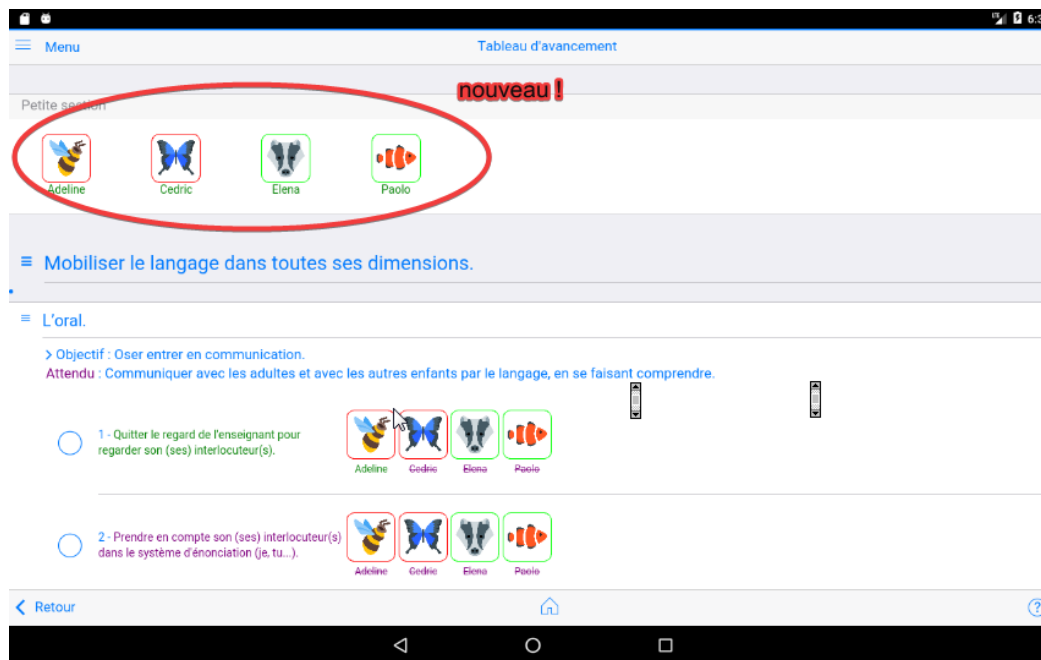 LTE 6:3
Menu
Tableau d'avancement
nouveau !
Petite section
Adeline Cedric Elena Paolo
≡ Mobiliser le langage dans toutes ses dimensions.
≡ L'oral.
> Objectif : Oser entrer en communication.
Attendu : Communiquer avec les adultes et avec les autres enfants par le langage, en se faisant comprendre.
1 - Quitter le regard de l'enseignant pour
regarder son (ses) interlocuteur(s).
Adeline Cedric Elena Paolo
2 - Prendre en compte son (ses) interlocuteur(s)
dans le système d'énonciation (je, tu...).
Adeline Cedric Elena Paolo
Retour
?